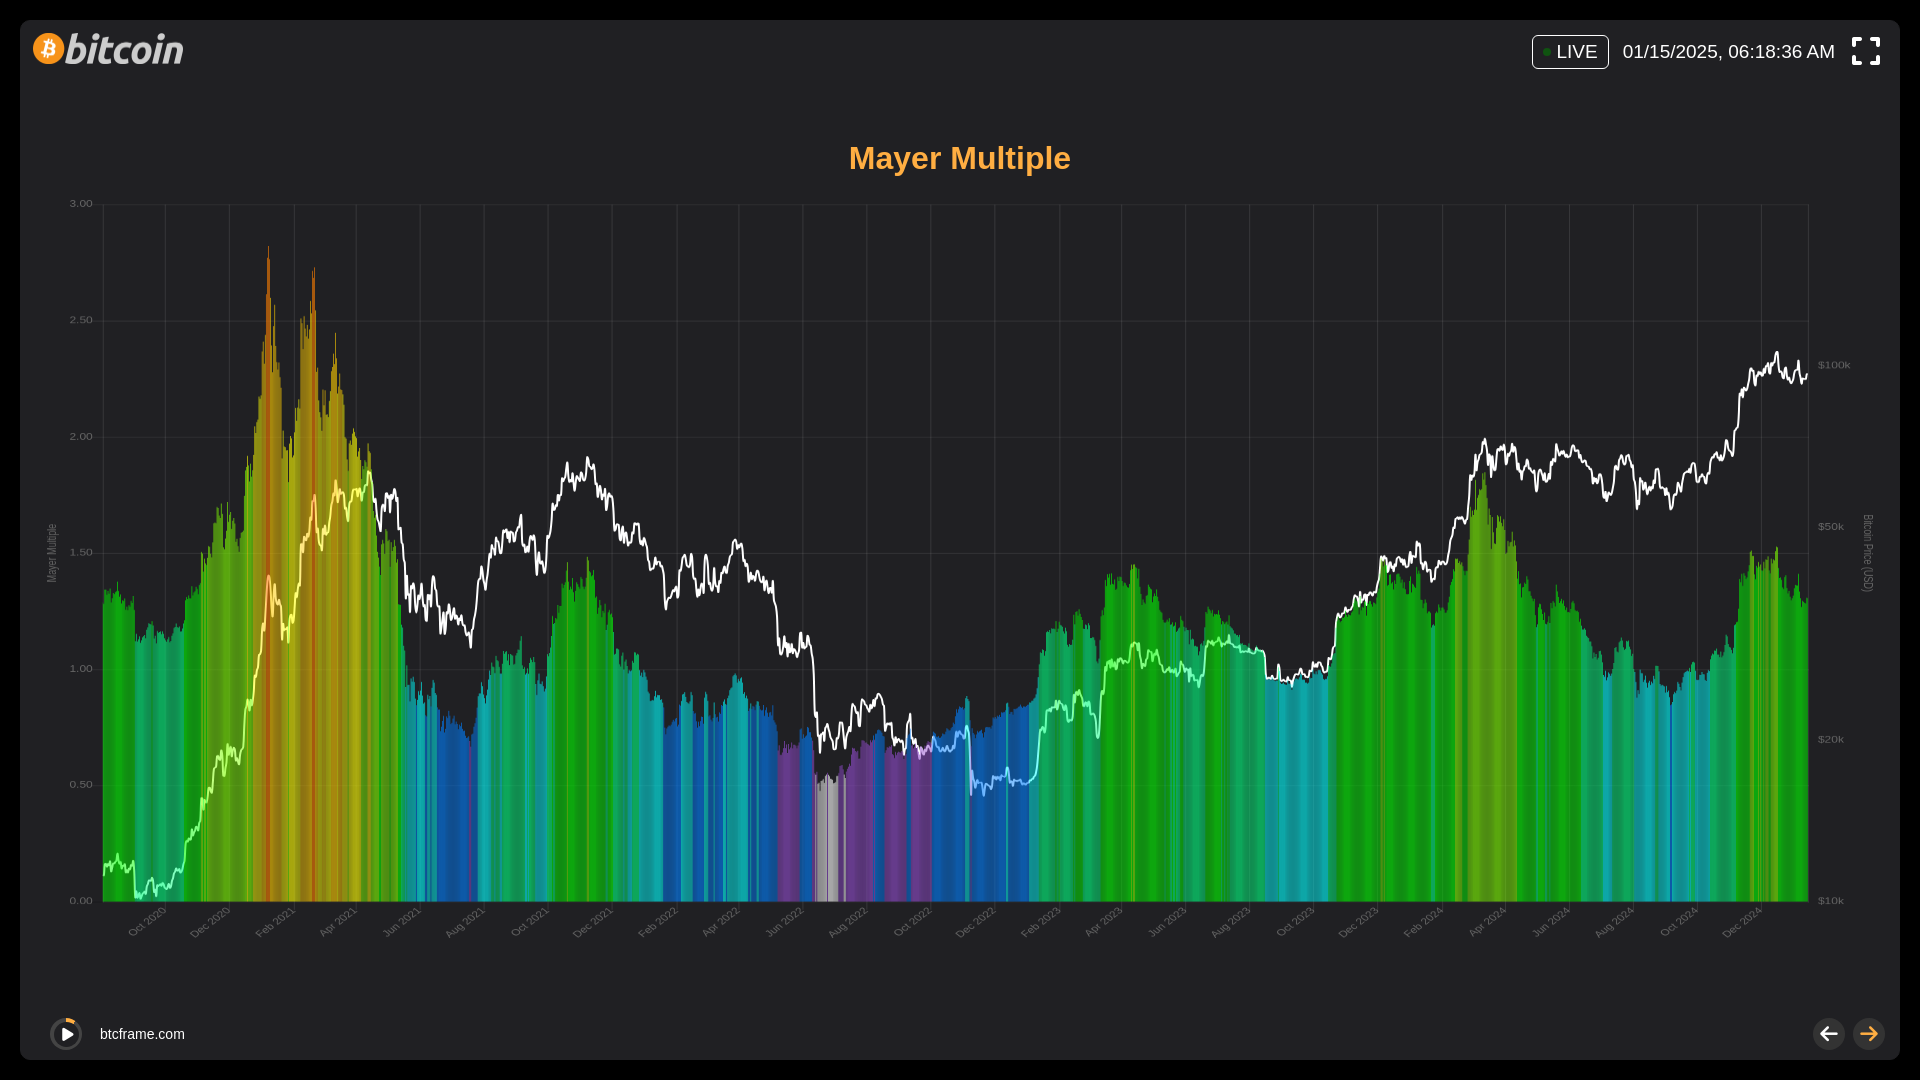 bitcoin
LIVE 01/15/2025, 06:18:36 AM
Mayer Multiple
3.00
2.50
2.00
1.50
1.00
0.50
0.00
Mayer Multiple
$100k
$50k
$20k
$10k
Bitcoin Price (USD)
Oct 2020 Dec 2020 Feb 2021 Apr 2021 Jun 2021 Aug 2021 Oct 2021 Dec 2021 Feb 2022 Apr 2022 Jun 2022 Aug 2022 Oct 2022 Dec 2022 Feb 2023 Apr 2023 Jun 2023 Aug 2023 Oct 2023 Dec 2023 Feb 2024 Apr 2024 Jun 2024 Aug 2024 Oct 2024 Dec 2024
btcframe.com